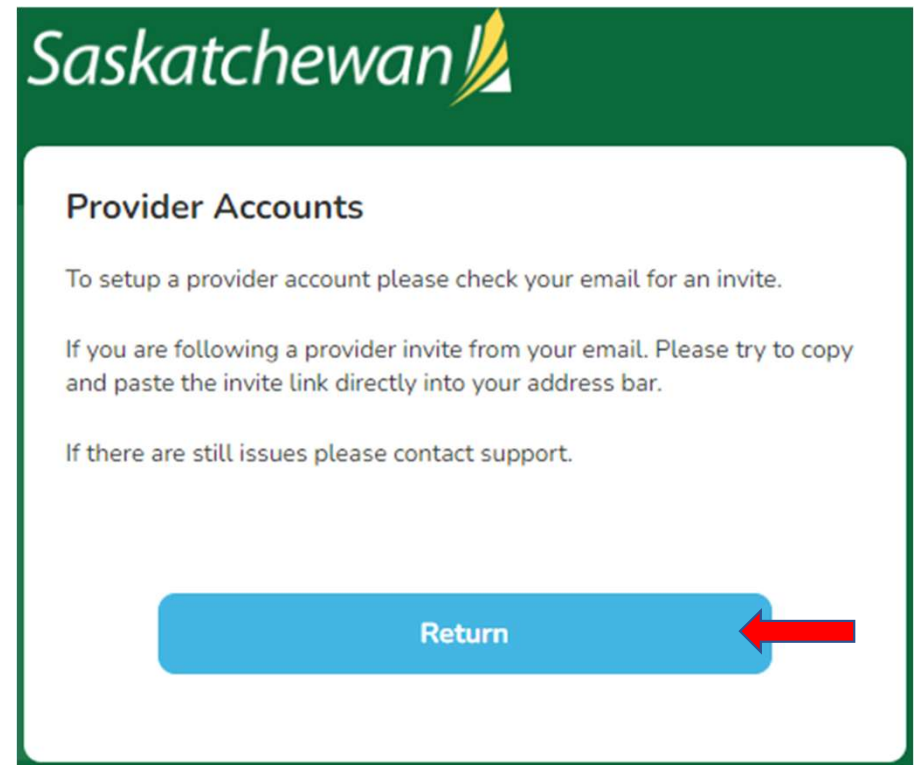 Saskatchewan
Provider Accounts
To setup a provider account please check your email for an invite.
If you are following a provider invite from your email. Please try to copy
and paste the invite link directly into your address bar.
If there are still issues please contact support.
Return